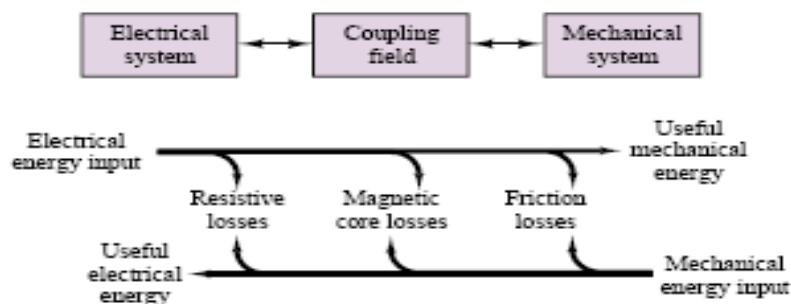 Electrical
system
Coupling
field
Mechanical
system
Electrical
energy input
Useful
mechanical
energy
Resistive
losses
Magnetic
core losses
Friction
losses
Useful
electrical
energy
Mechanical
energy input